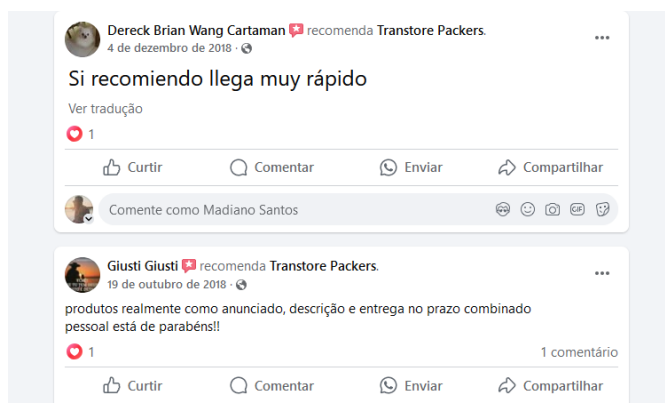 Dereck Brian Wang Cartaman recomenda Transtore Packers.
4 de dezembro de 2018 ·
Si recomiendo llega muy rápido
Ver tradução
1
Curtir Comentar Enviar Compartilhar
Comente como Madiano Santos GIF
Giusti Giusti recomenda Transtore Packers.
19 de outubro de 2018 ·
produtos realmente como anunciado, descrição e entrega no prazo combinado
pessoal está de parabéns!!
1 1 comentário
Curtir Comentar Enviar Compartilhar